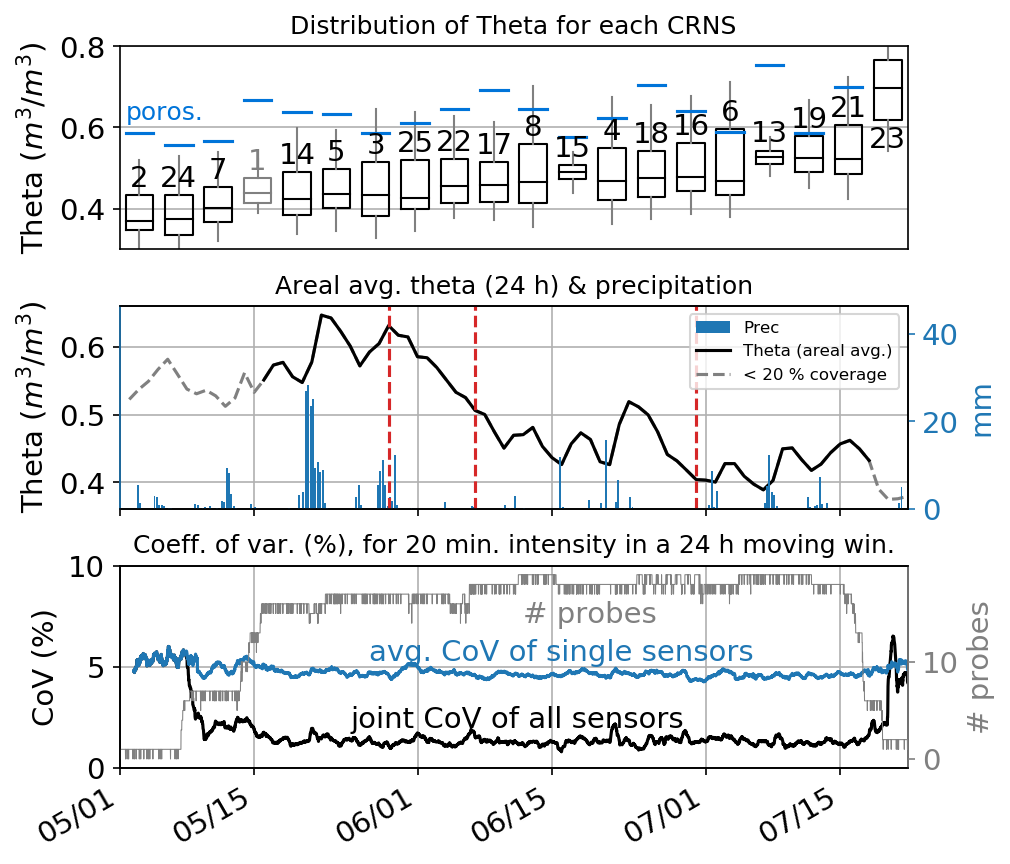 Distribution of Theta for each CRNS
Theta (m³/m³)
0.8
0.6
0.4
poros.
2 24 7 1 14 5 3 25 22 17 8 15 4 18 16 6 13 19 21 23
Areal avg. theta (24 h) & precipitation
Theta (m³/m³)
0.6
0.5
0.4
Prec
Theta (areal avg.)
< 20 % coverage
40
20
0
mm
Coeff. of var. (%), for 20 min. intensity in a 24 h moving win.
CoV (%)
10
5
0
# probes
avg. CoV of single sensors
joint CoV of all sensors
10
0
# probes
05/01 05/15 06/01 06/15 07/01 07/15